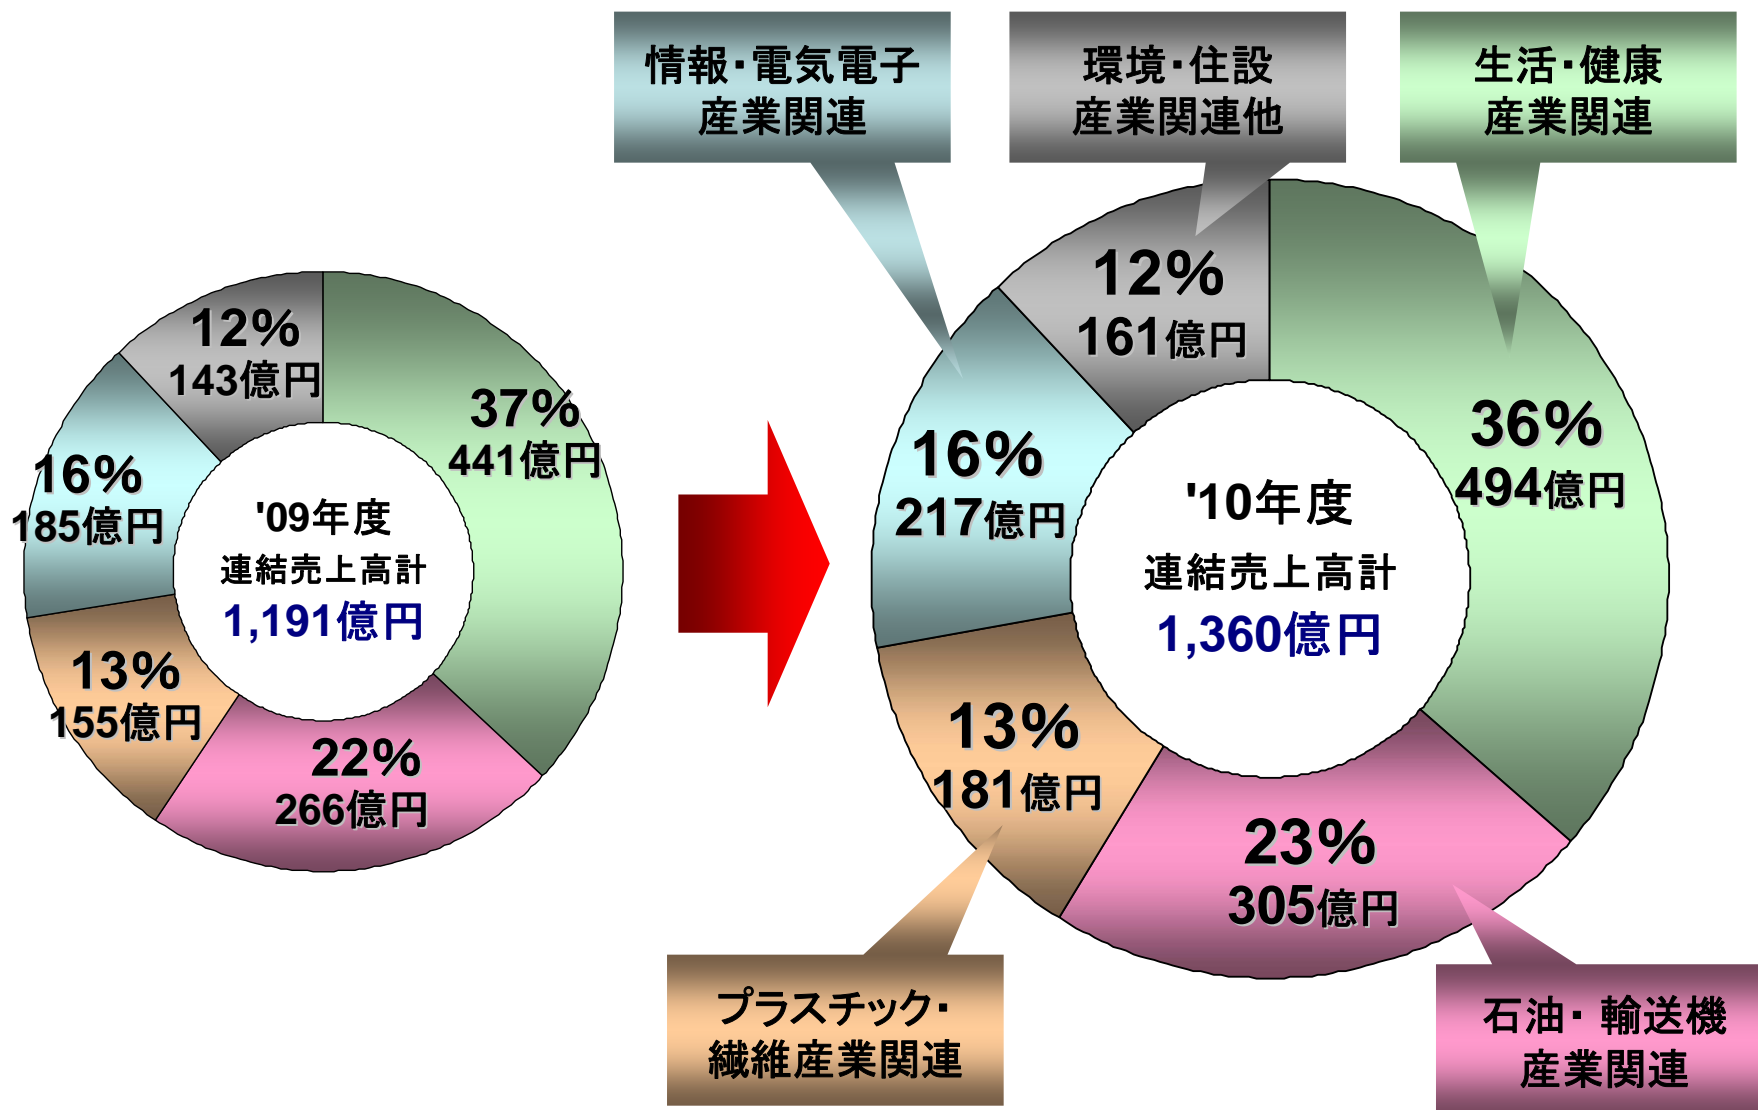 情報・電気電子
産業関連
環境・住設
産業関連他
生活・健康
産業関連
12%
143億円
37%
441億円
16%
185億円
'09年度
連結売上高計
1,191億円
13%
155億円
22%
266億円
12%
161億円
36%
494億円
16%
217億円
'10年度
連結売上高計
1,360億円
13%
181億円
23%
305億円
プラスチック・
繊維産業関連
石油・輸送機
産業関連